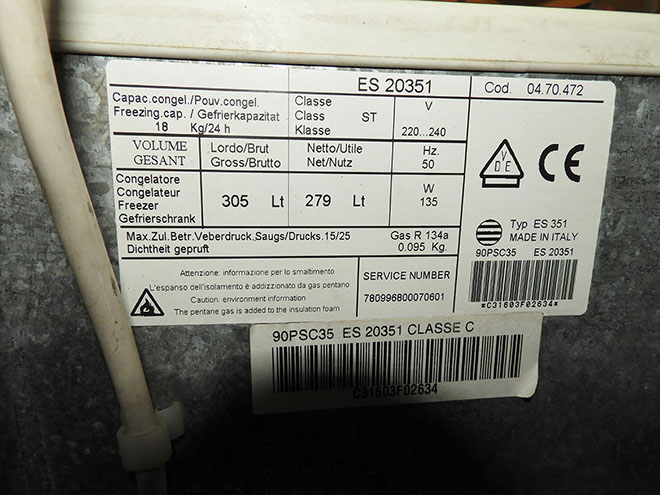 ES 20351
Cod. 04.70.472
Capac.congel./Pouv.congel.
Freezing.cap. / Gefrierkapazitat
18 Kg/24 h
Classe
Class ST
Klasse
V
220...240
VOLUME
GESANT
Lordo/Brut
Gross/Brutto
Netto/Utile
Net/Nutz
Hz.
50
Congelatore
Congelateur
Freezer
Gefrierschrank
305 Lt
279 Lt
W
135
Max.Zul.Betr.Veberdruck,Saugs/Drucks.15/25
Dichtheit gepruft
Gas R 134a
0.095 Kg.
Attenzione: informazione per lo smaltimento
L'espanso dell'isolamento è addizzionato da gas pentano
Caution: environment information
The pentane gas is added to the insulation foam
SERVICE NUMBER
780996800070601
VDE
CE
Typ ES 351
MADE IN ITALY
90PSC35 ES 20351
*C31603F02634*
90PSC35 ES 20351 CLASSE C
C31603F02634